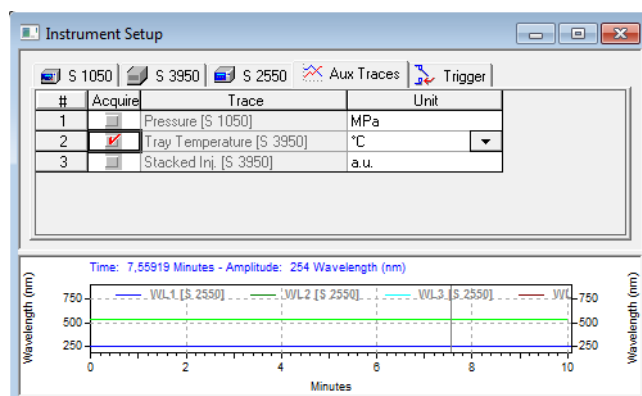 Instrument Setup
S 1050 S 3950 S 2550 Aux Traces Trigger
# Acquire Trace Unit
1 Pressure [S 1050] MPa
2 Tray Temperature [S 3950] °C
3 Stacked Inj. [S 3950] a.u.
Time: 7,55919 Minutes - Amplitude: 254 Wavelength (nm)
WL1 [S 2550] WL2 [S 2550] WL3 [S 2550]
Wavelength (nm)
750
500
250
750
500
250
Wavelength (nm)
0 2 4 6 8 10
Minutes